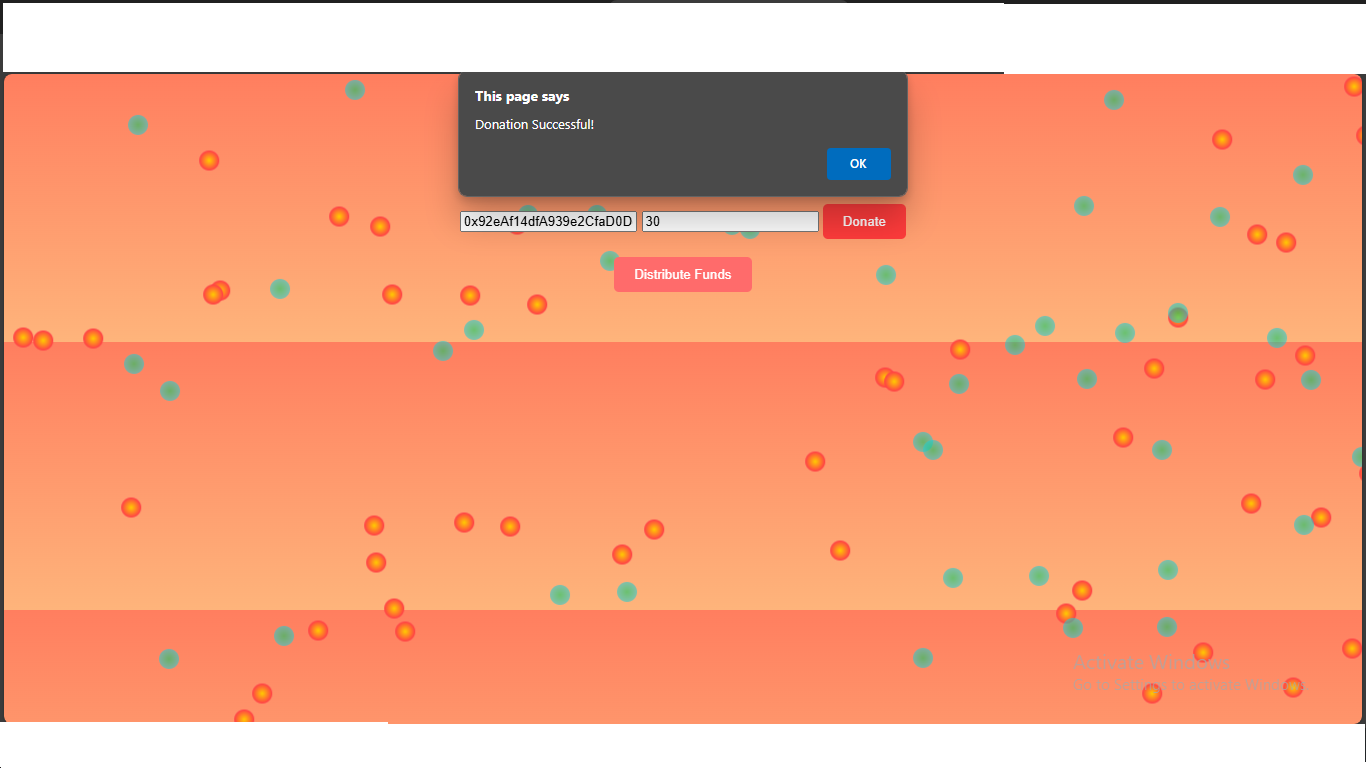 This page says
Donation Successful!
OK
0x92eAf14dfA939e2CfaD0D 30 Donate
Distribute Funds
Activate Windows
Go to Settings to activate Windows.